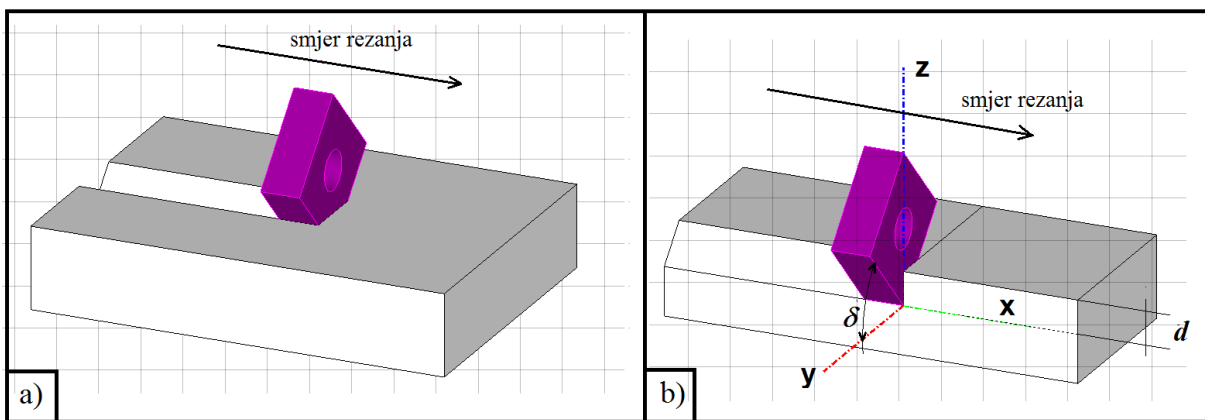 smjer rezanja
a)
z
smjer rezanja
x
δ
d
y
b)